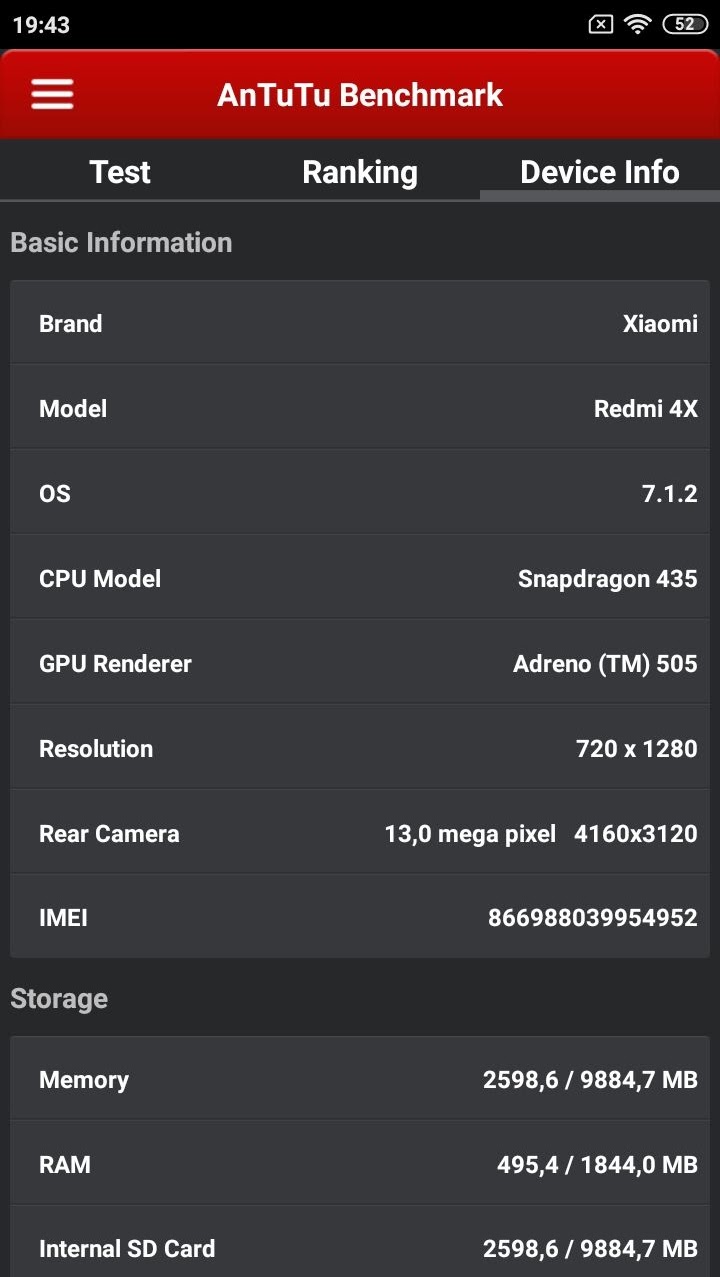 19:43 52
AnTuTu Benchmark
Test Ranking Device Info
Basic Information
Brand Xiaomi
Model Redmi 4X
OS 7.1.2
CPU Model Snapdragon 435
GPU Renderer Adreno (TM) 505
Resolution 720 x 1280
Rear Camera 13,0 mega pixel 4160x3120
IMEI 866988039954952
Storage
Memory 2598,6 / 9884,7 MB
RAM 495,4 / 1844,0 MB
Internal SD Card 2598,6 / 9884,7 MB